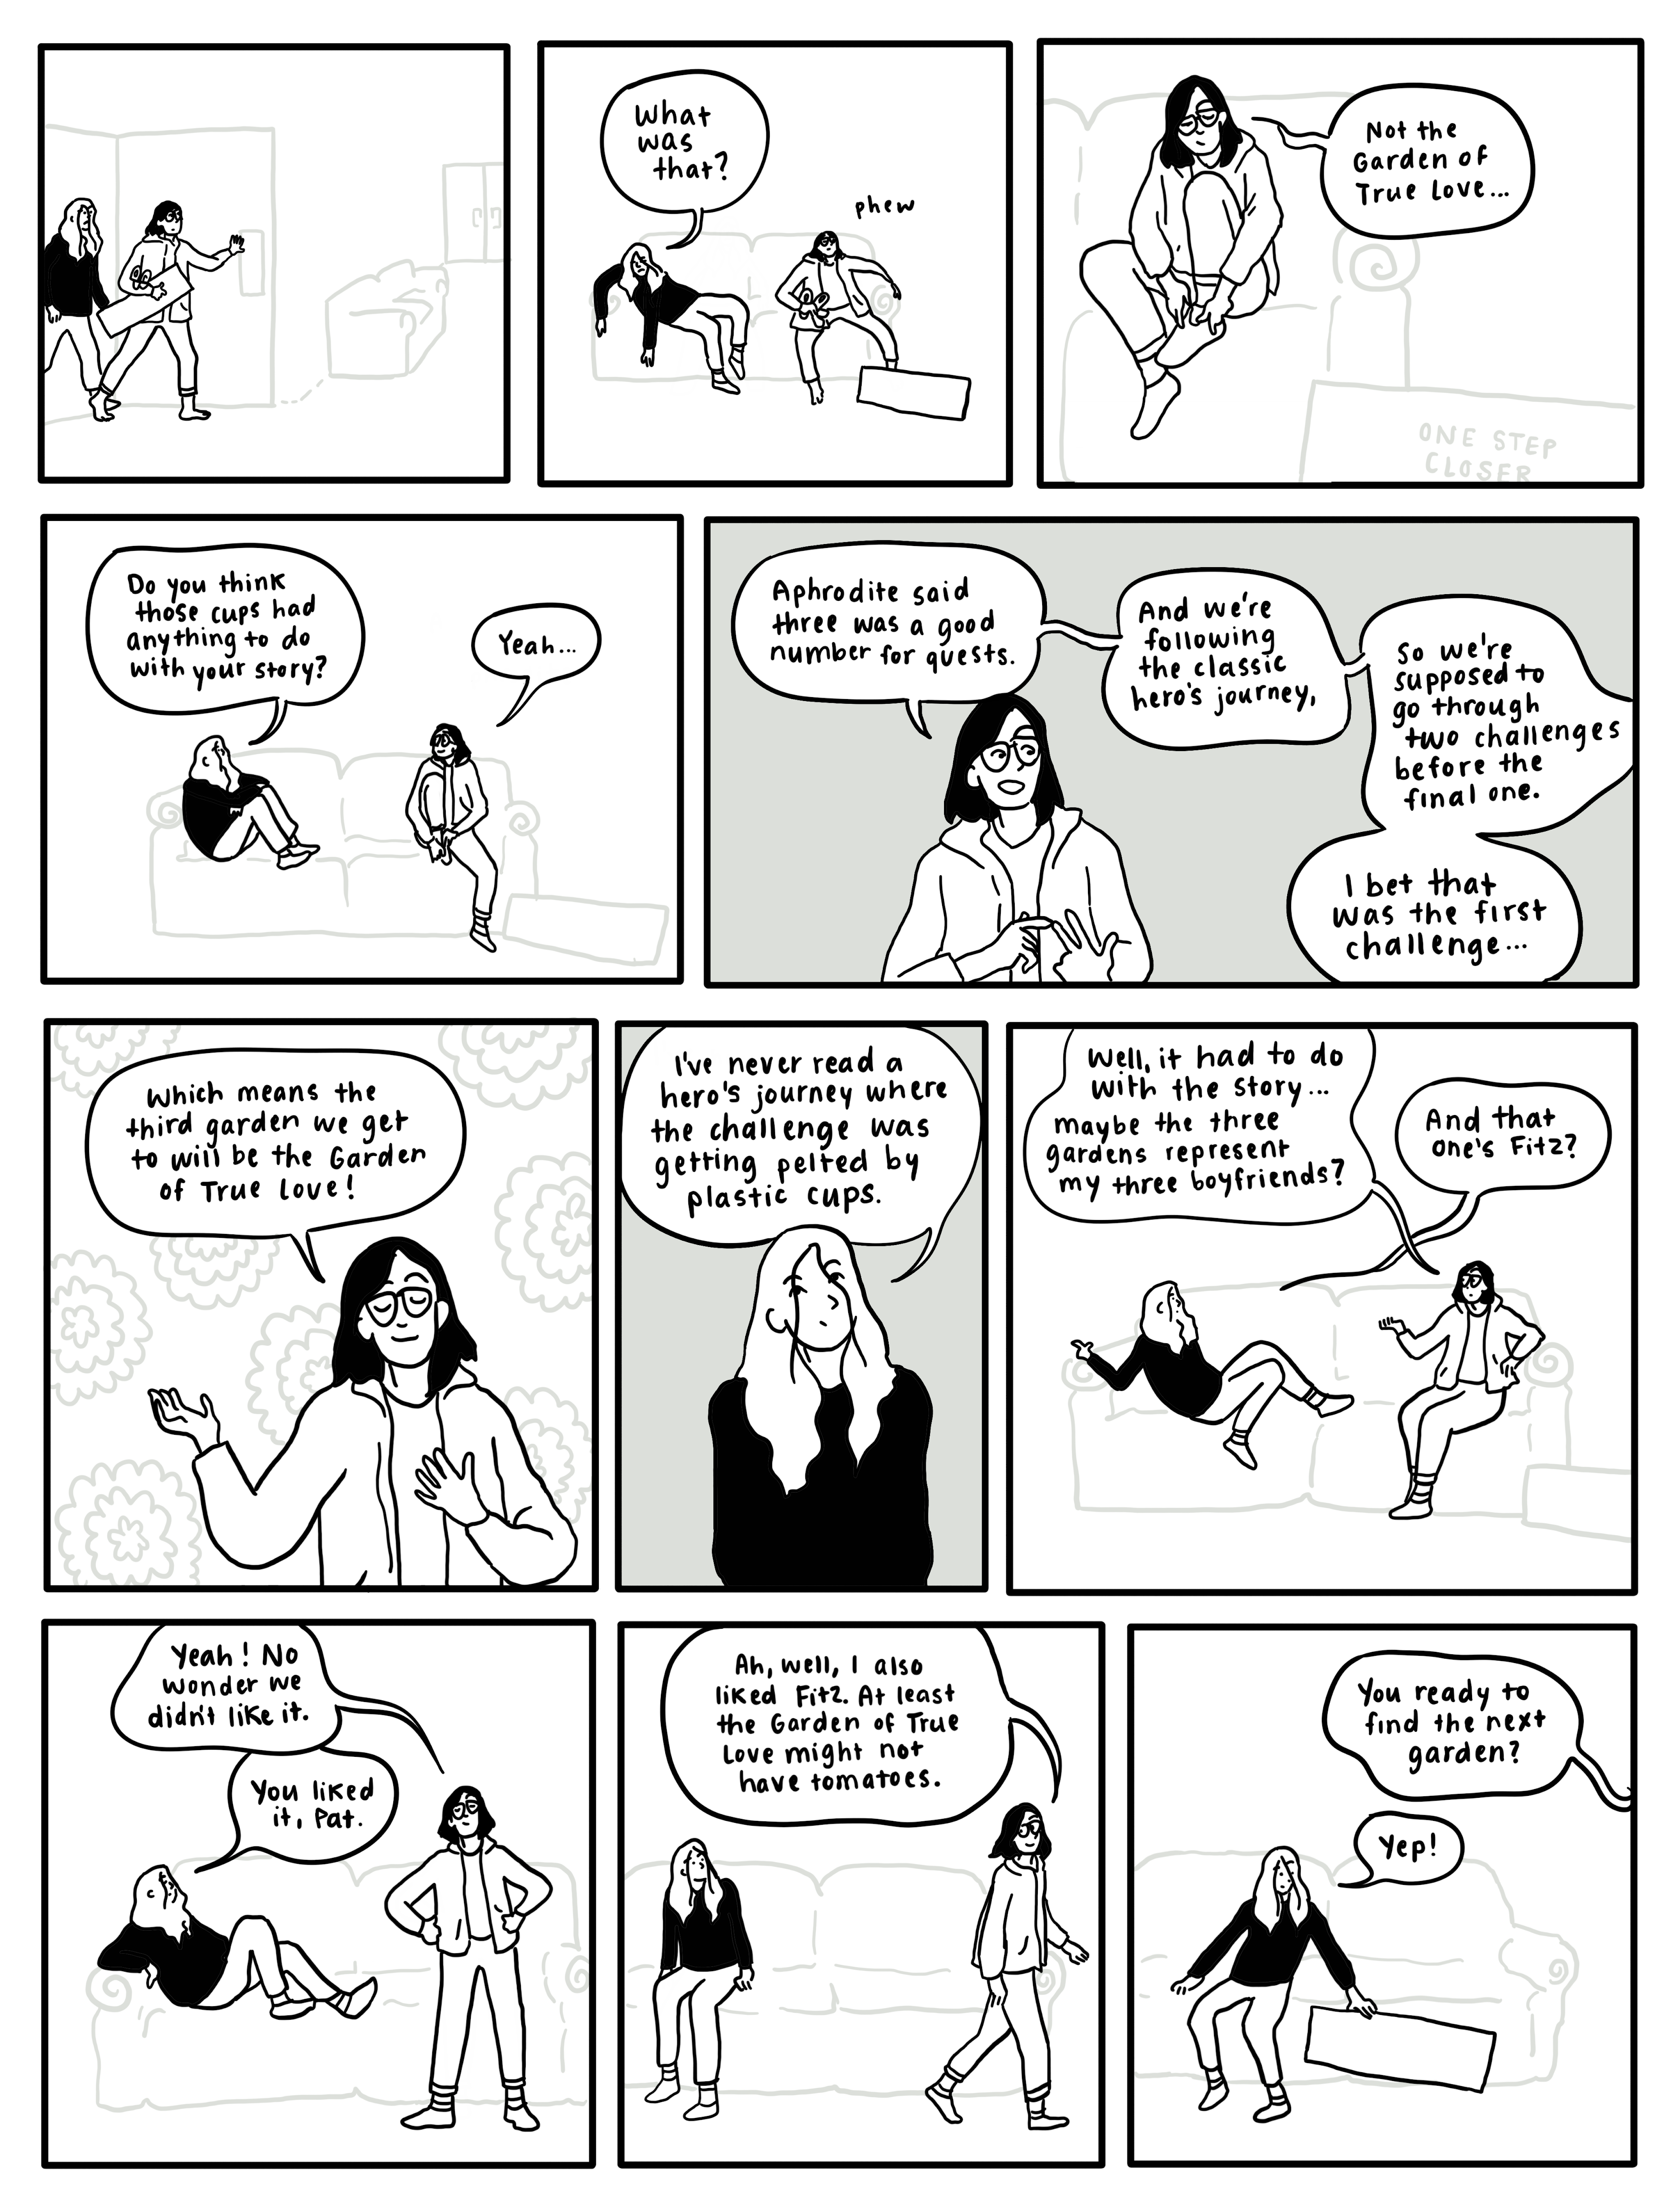 What
was
that?
phew
Not the
Garden of
True Love...
ONE STEP
CLOSER
Do you think
those cups had
anything to do
with your story?
Yeah...
Aphrodite said
three was a good
number for quests.
And we're
following
the classic
hero's journey,
So we're
supposed to
go through
two challenges
before the
final one.
I bet that
was the first
challenge...
Which means the
third garden we get
to will be the Garden
of True Love!
I've never read a
hero's journey where
the challenge was
getting pelted by
plastic cups.
Well, it had to do
with the story...
maybe the three
gardens represent
my three boyfriends?
And that
one's Fitz?
Yeah! No
wonder we
didn't like it.
You liked
it, Pat.
Ah, well, I also
liked Fitz. At least
the Garden of True
Love might not
have tomatoes.
You ready to
find the next
garden?
Yep!